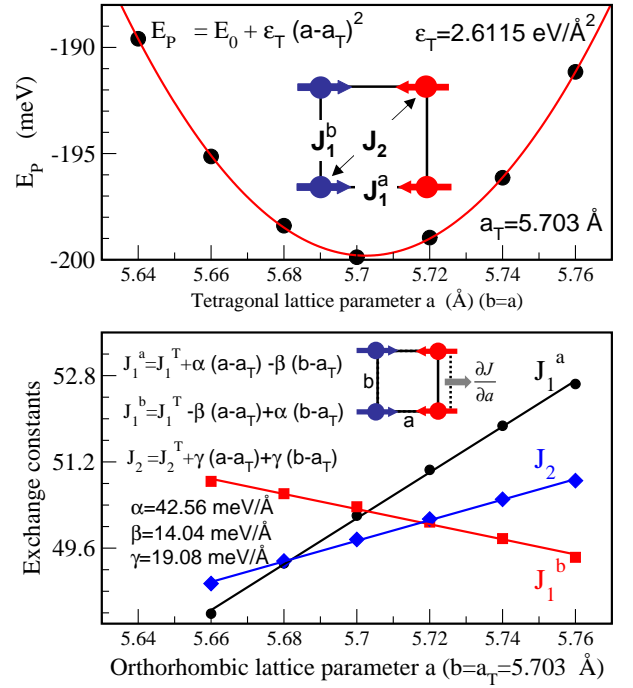 E_P = E_0 + ε_T (a-a_T)^2
ε_T=2.6115 eV/Å^2
-190
-195
-200
E_P (meV)
J_1^b
J_2
J_1^a
a_T=5.703 Å
5.64 5.66 5.68 5.7 5.72 5.74 5.76
Tetragonal lattice parameter a (Å) (b=a)
J_1^a=J_1^T+α (a-a_T) -β (b-a_T)
J_1^b=J_1^T -β (a-a_T)+α (b-a_T)
J_2 =J_2^T+γ (a-a_T)+γ (b-a_T)
α=42.56 meV/Å
β=14.04 meV/Å
γ=19.08 meV/Å
b
a
∂J/∂a
J_1^a
J_2
J_1^b
52.8
51.2
49.6
Exchange constants
5.64 5.66 5.68 5.7 5.72 5.74 5.76
Orthorhombic lattice parameter a (b=a_T=5.703 Å)